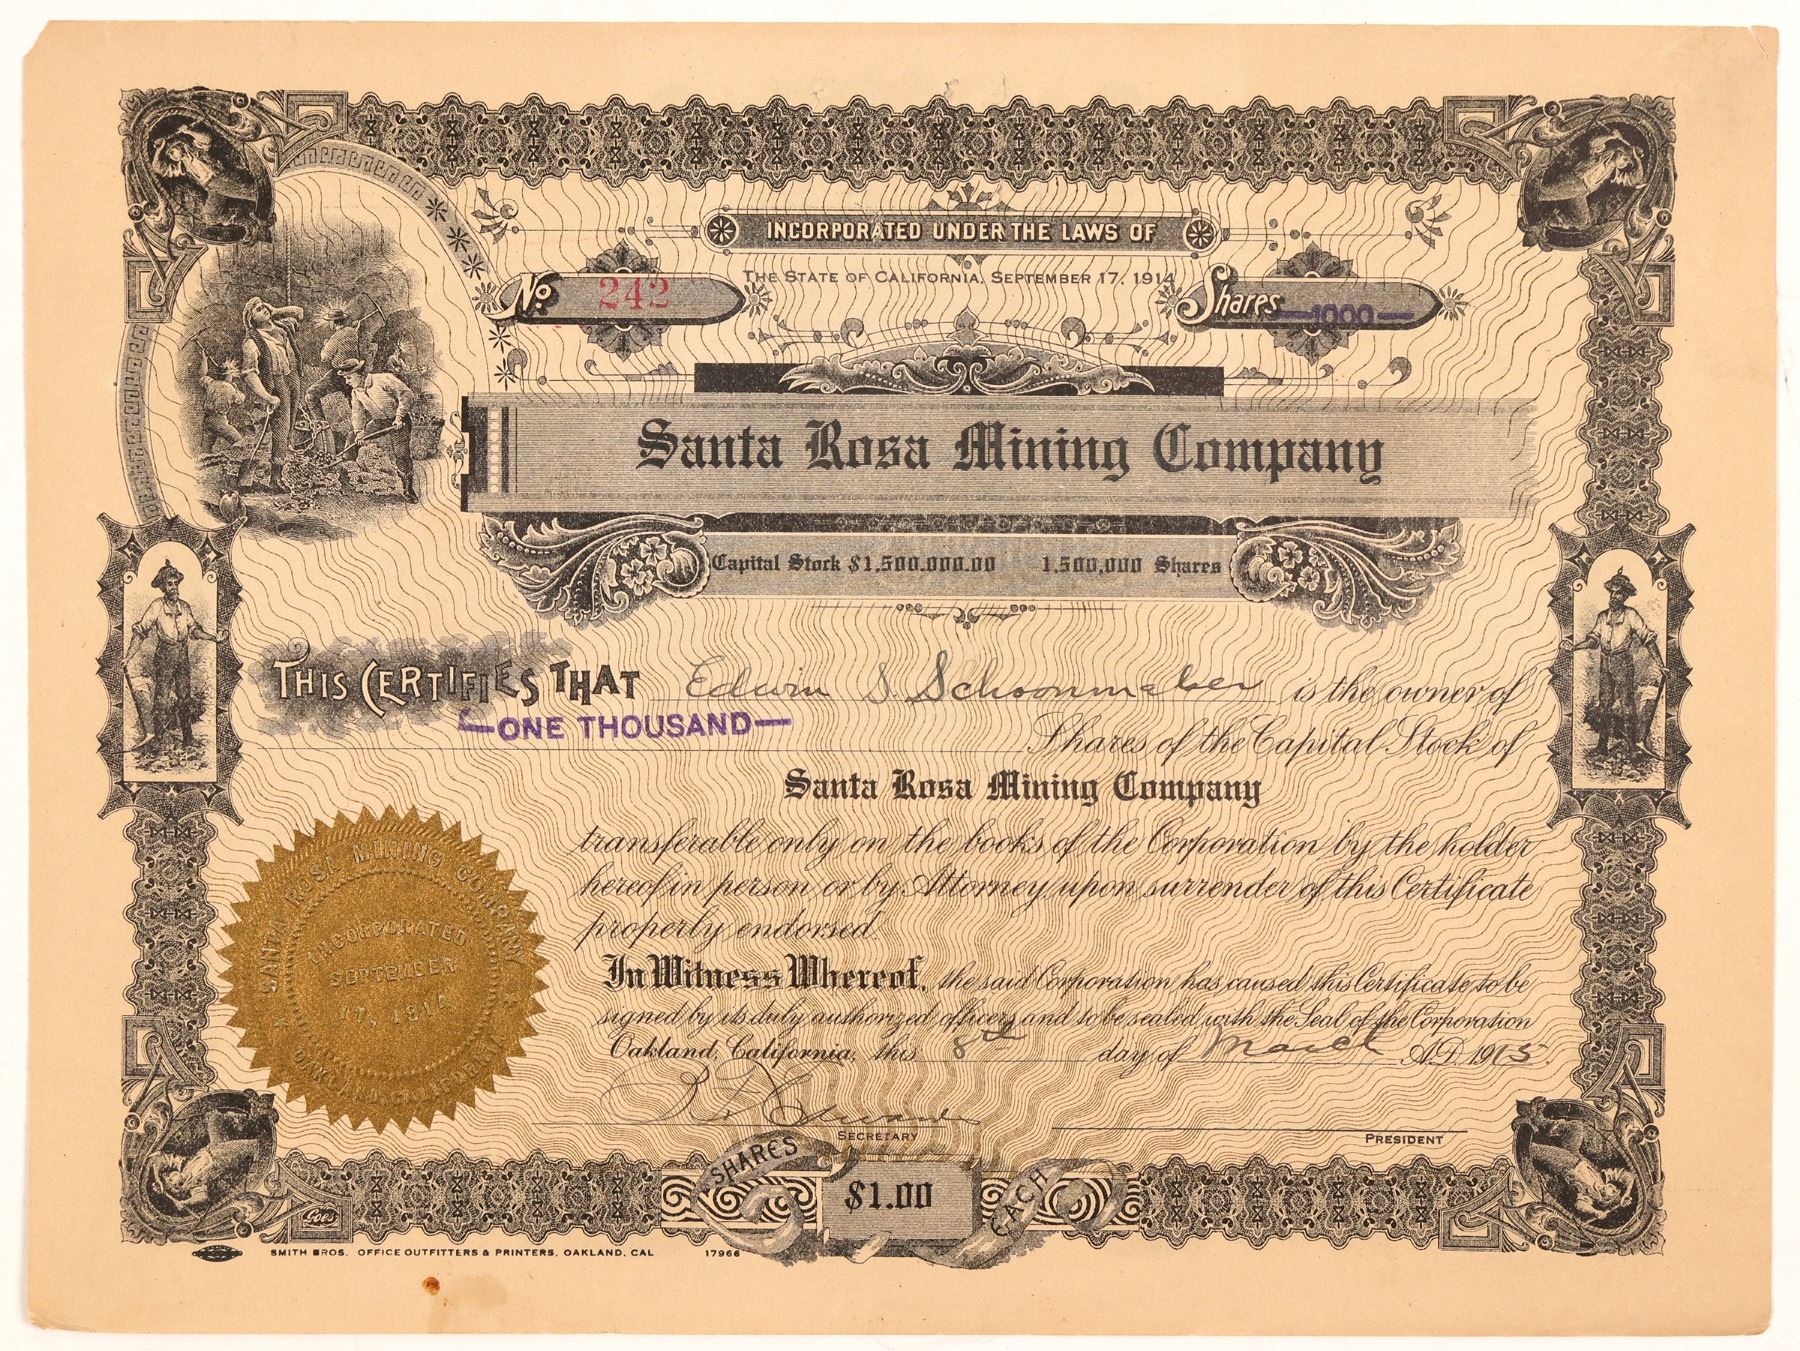 INCORPORATED UNDER THE LAWS OF
THE STATE OF CALIFORNIA, SEPTEMBER 17, 1914
No. 242
Shares —1000—
Santa Rosa Mining Company
Capital Stock $1,500,000.00 1,500,000 Shares
THIS CERTIFIES THAT Edwin S. Schoonmaker is the owner of
—ONE THOUSAND— Shares of the Capital Stock of
Santa Rosa Mining Company
transferable only on the books of the Corporation by the holder
hereof in person or by Attorney upon surrender of this Certificate
properly endorsed.
In Witness Whereof, the said Corporation has caused this Certificate to be
signed by its duly authorized officers and to be sealed with the Seal of the Corporation
Oakland, California, this 8th day of March A.D. 1915
SECRETARY
PRESIDENT
SANTA ROSA MINING COMPANY
INCORPORATED
SEPTEMBER
17, 1914
OAKLAND, CALIFORNIA
SHARES $1.00 EACH
Goes
SMITH BROS. OFFICE OUTFITTERS & PRINTERS, OAKLAND, CAL 17966